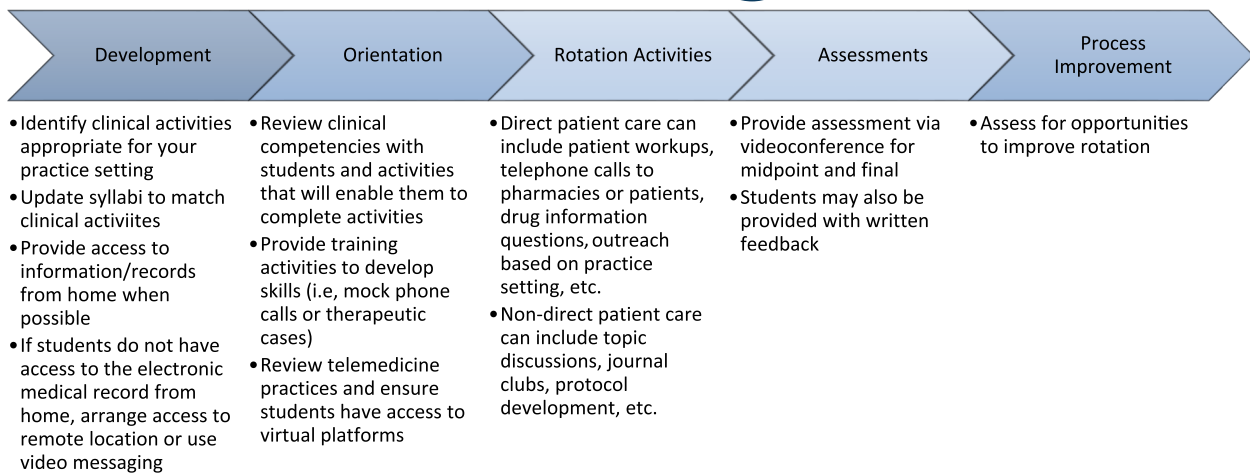 Development
Orientation
Rotation Activities
Assessments
Process
Improvement
•Identify clinical activities
appropriate for your
practice setting
•Update syllabi to match
clinical activiites
•Provide access to
information/records
from home when
possible
•If students do not have
access to the electronic
medical record from
home, arrange access to
remote location or use
video messaging
•Review clinical
competencies with
students and activities
that will enable them to
complete activities
•Provide training
activities to develop
skills (i.e, mock phone
calls or therapeutic
cases)
•Review telemedicine
practices and ensure
students have access to
virtual platforms
•Direct patient care can
include patient workups,
telephone calls to
pharmacies or patients,
drug information
questions, outreach
based on practice
setting, etc.
•Non-direct patient care
can include topic
discussions, journal
clubs, protocol
development, etc.
•Provide assessment via
videoconference for
midpoint and final
•Students may also be
provided with written
feedback
•Assess for opportunities
to improve rotation